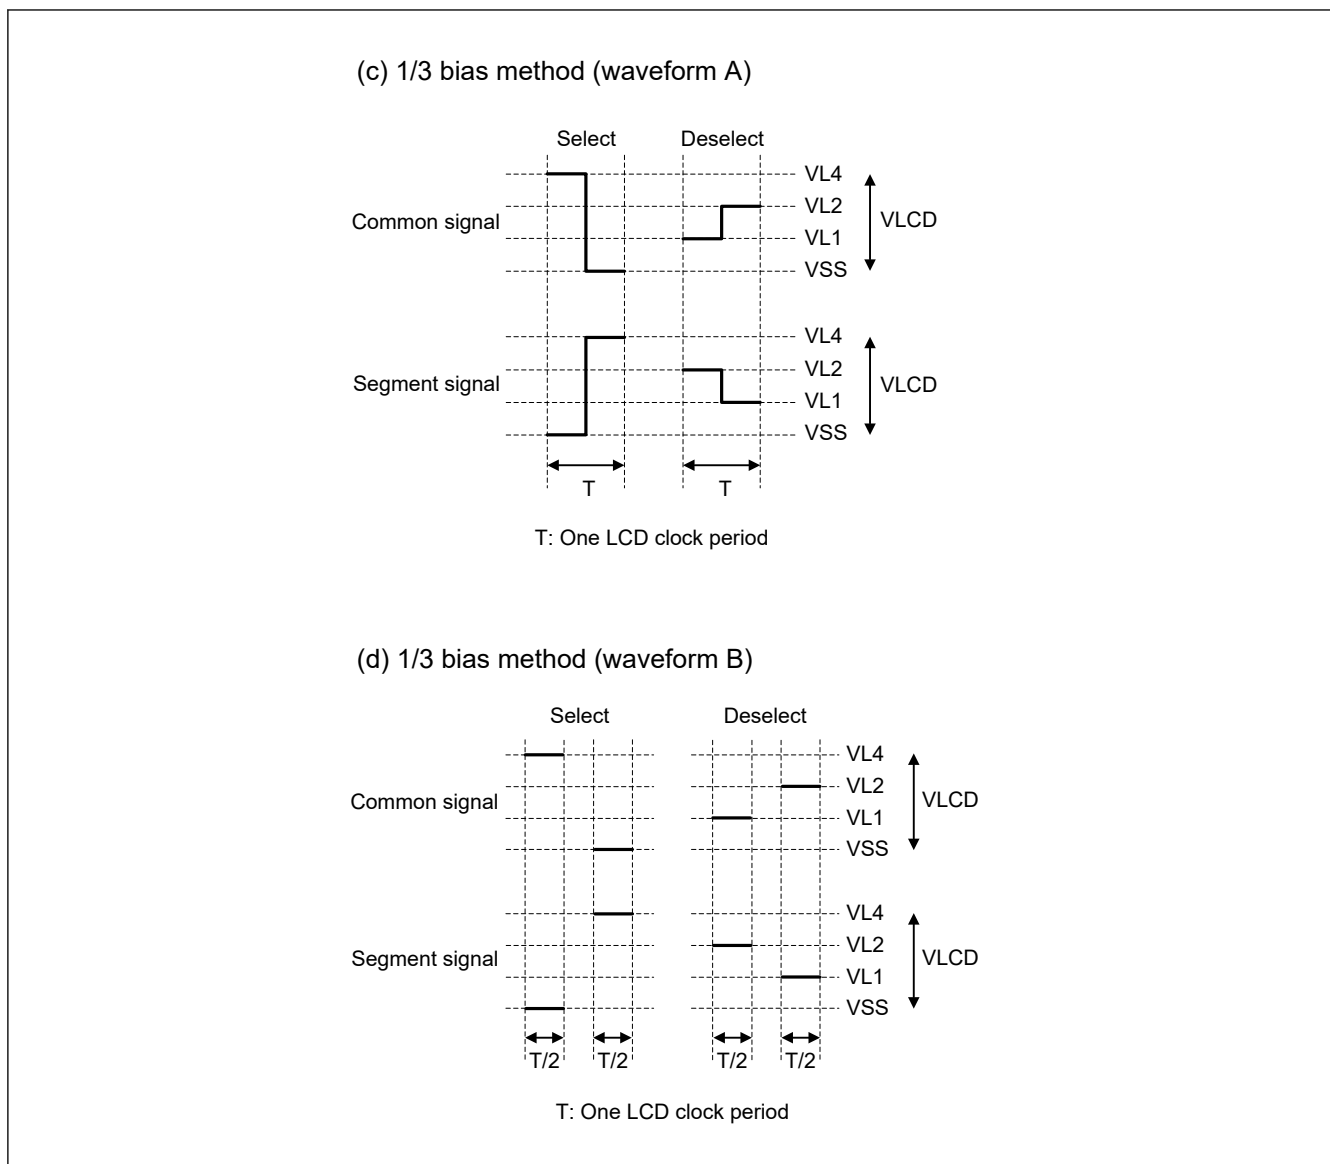 (c) 1/3 bias method (waveform A)
Select Deselect
VL4
VL2
Common signal VLCD
VL1
VSS
VL4
VL2
Segment signal VLCD
VL1
VSS
T T
T: One LCD clock period
(d) 1/3 bias method (waveform B)
Select Deselect
VL4
VL2
Common signal VLCD
VL1
VSS
VL4
VL2
Segment signal VLCD
VL1
VSS
T/2 T/2 T/2 T/2
T: One LCD clock period